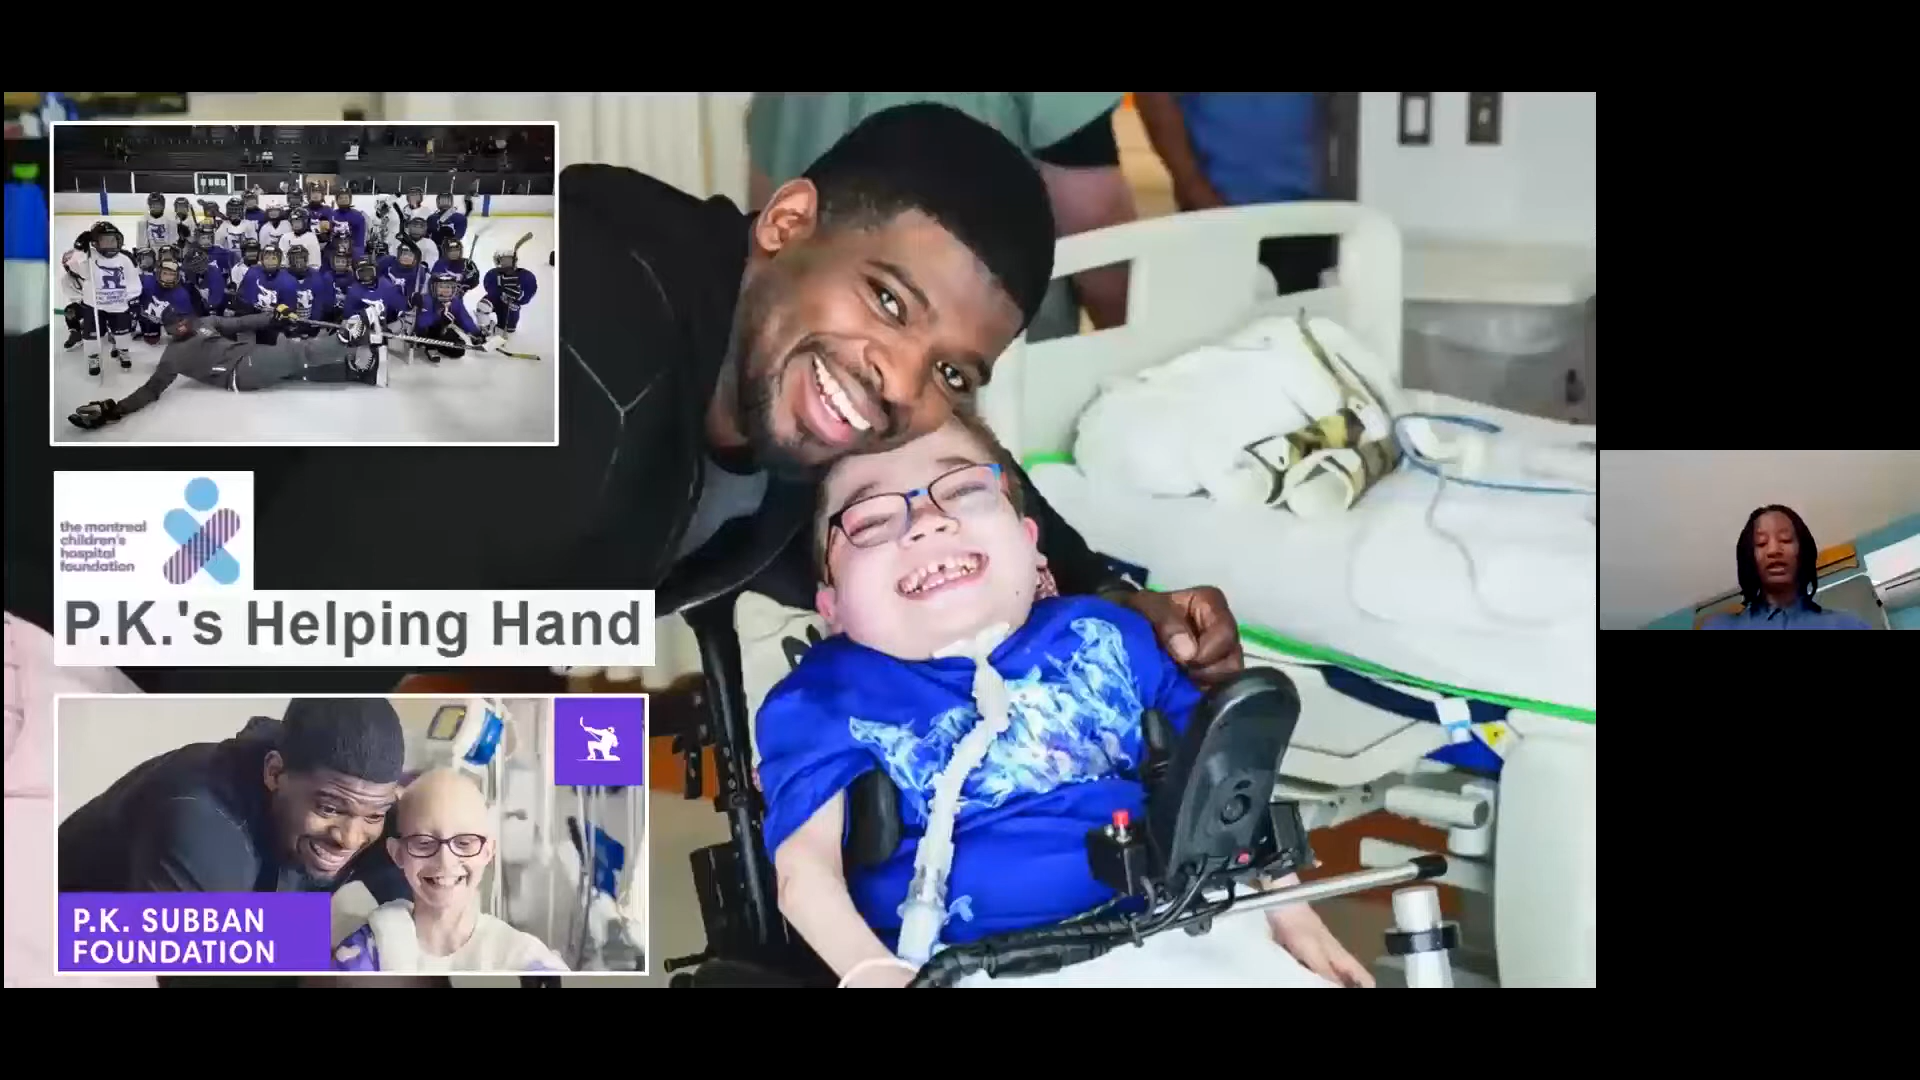 the montreal
children's
hospital
foundation
P.K.'s Helping Hand
P.K. SUBBAN
FOUNDATION